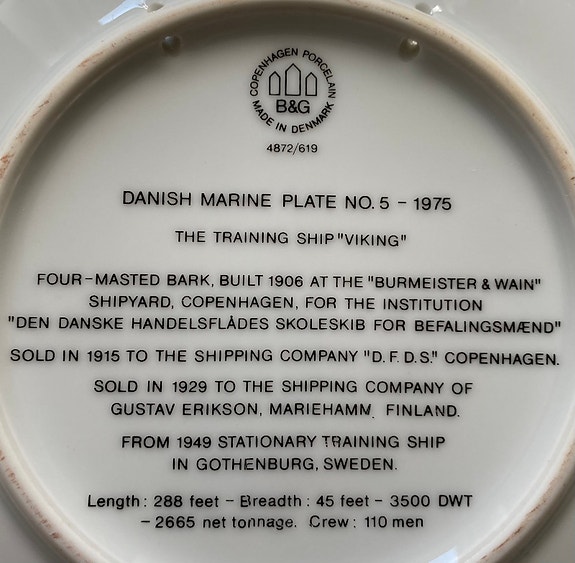 COPENHAGEN PORCELAIN
B&G
MADE IN DENMARK
4872/619
DANISH MARINE PLATE NO. 5 - 1975
THE TRAINING SHIP "VIKING"
FOUR-MASTED BARK, BUILT 1906 AT THE "BURMEISTER & WAIN"
SHIPYARD, COPENHAGEN, FOR THE INSTITUTION
"DEN DANSKE HANDELSFLÅDES SKOLESKIB FOR BEFALINGSMÆND"
SOLD IN 1915 TO THE SHIPPING COMPANY "D.F.D.S." COPENHAGEN.
SOLD IN 1929 TO THE SHIPPING COMPANY OF
GUSTAV ERIKSON, MARIEHAMM, FINLAND.
FROM 1949 STATIONARY TRAINING SHIP
IN GOTHENBURG, SWEDEN.
Length: 288 feet - Breadth: 45 feet - 3500 DWT
- 2665 net tonnage. Crew: 110 men